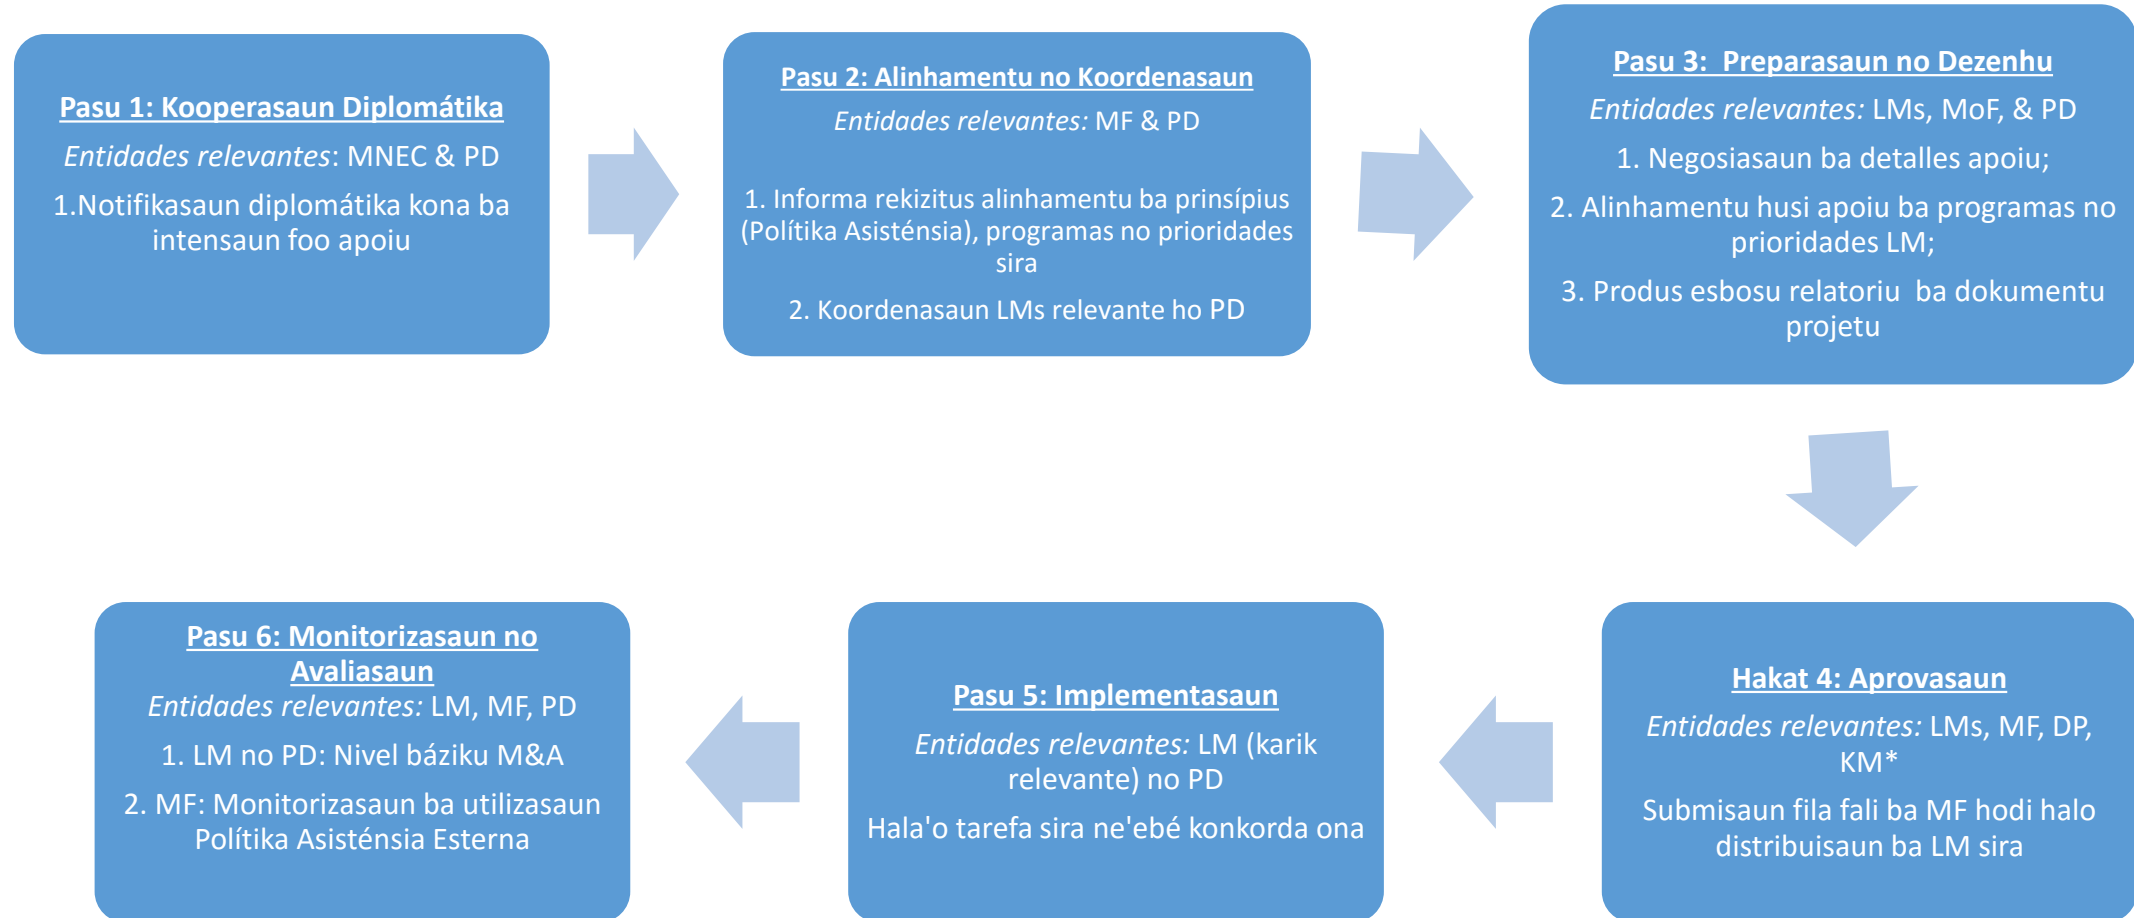 Pasu 1: Kooperasaun Diplomátika
Entidades relevantes: MNEC & PD
1.Notifikasaun diplomátika kona ba
intensaun foo apoiu
Pasu 2: Alinhamentu no Koordenasaun
Entidades relevantes: MF & PD
1. Informa rekizitus alinhamentu ba prinsípius
(Polítika Asisténsia), programas no prioridades
sira
2. Koordenasaun LMs relevante ho PD
Pasu 3: Preparasaun no Dezenhu
Entidades relevantes: LMs, MoF, & PD
1. Negosiasaun ba detalles apoiu;
2. Alinhamentu husi apoiu ba programas no
prioridades LM;
3. Produs esbosu relatoriu ba dokumentu
projetu
Hakat 4: Aprovasaun
Entidades relevantes: LMs, MF, DP,
KM*
Submisaun fila fali ba MF hodi halo
distribuisaun ba LM sira
Pasu 5: Implementasaun
Entidades relevantes: LM (karik
relevante) no PD
Hala'o tarefa sira ne'ebé konkorda ona
Pasu 6: Monitorizasaun no
Avaliasaun
Entidades relevantes: LM, MF, PD
1. LM no PD: Nivel báziku M&A
2. MF: Monitorizasaun ba utilizasaun
Polítika Asisténsia Esterna